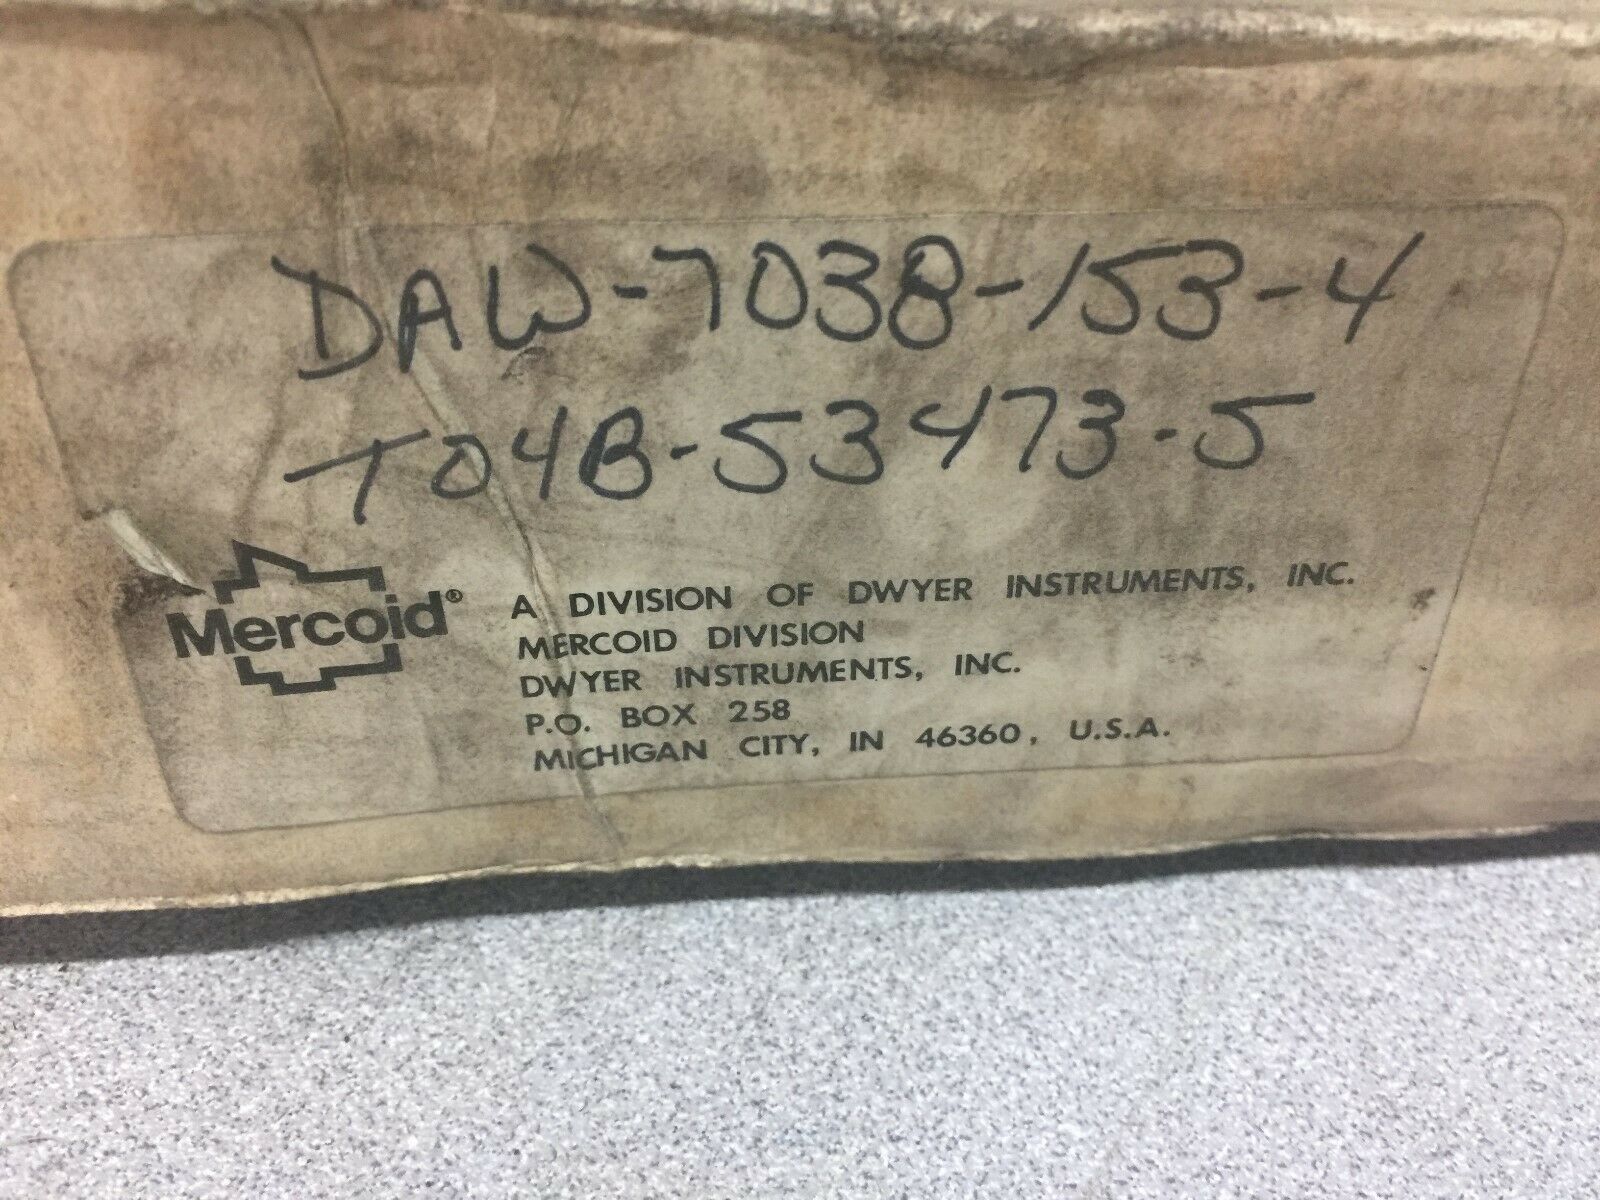 DAW-7038-153-4
T04B-53473-5
Mercoid®
A DIVISION OF DWYER INSTRUMENTS, INC.
MERCOID DIVISION
DWYER INSTRUMENTS, INC.
P.O. BOX 258
MICHIGAN CITY, IN 46360, U.S.A.